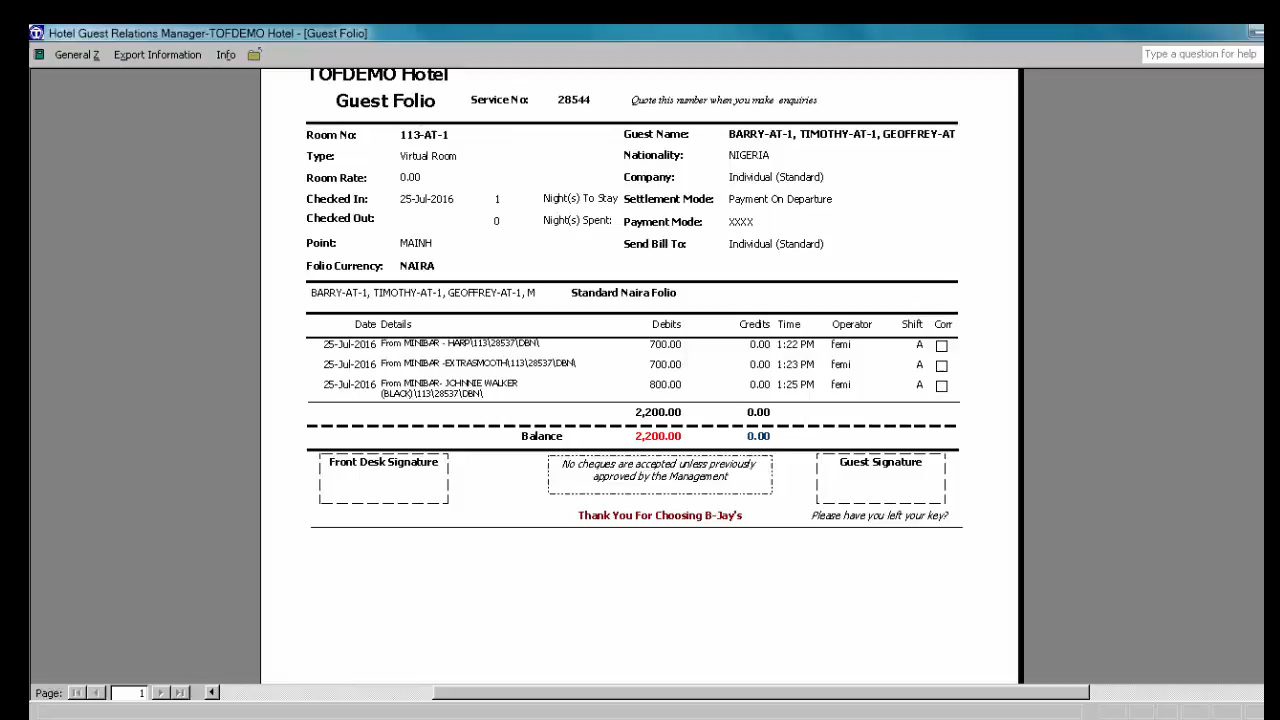 Hotel Guest Relations Manager-TOFDEMO Hotel - [Guest Folio]
General Z Export Information Info Type a question for help
TOFDEMO Hotel
Guest Folio Service No: 28544 Quote this number when you make enquiries
Room No: 113-AT-1 Guest Name: BARRY-AT-1, TIMOTHY-AT-1, GEOFFREY-AT
Type: Virtual Room Nationality: NIGERIA
Room Rate: 0.00 Company: Individual (Standard)
Checked In: 25-Jul-2016 1 Night(s) To Stay Settlement Mode: Payment On Departure
Checked Out: 0 Night(s) Spent: Payment Mode: XXXX
Point: MAINH Send Bill To: Individual (Standard)
Folio Currency: NAIRA
BARRY-AT-1, TIMOTHY-AT-1, GEOFFREY-AT-1, M Standard Naira Folio
Date Details Debits Credits Time Operator Shift Corr
25-Jul-2016 From MINIBAR - HARP\113\28537\DBN\ 700.00 0.00 1:22 PM femi A
25-Jul-2016 From MINIBAR -EXTRASMOOTH\113\28537\DBN\ 700.00 0.00 1:23 PM femi A
25-Jul-2016 From MINIBAR- JOHNNIE WALKER 800.00 0.00 1:25 PM femi A
(BLACK)\113\28537\DBN\
2,200.00 0.00
Balance 2,200.00 0.00
Front Desk Signature No cheques are accepted unless previously Guest Signature
approved by the Management
Thank You For Choosing B-Jay's Please have you left your key?
Page: 1